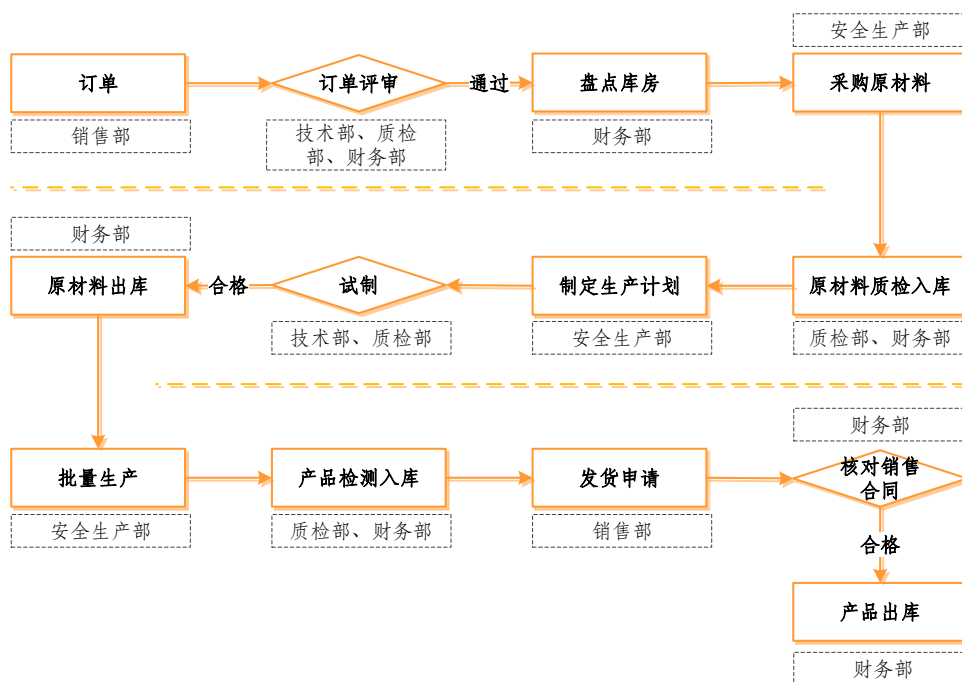 安全生产部
订单
订单评审
通过
盘点库房
采购原材料
销售部
技术部、质检
部、财务部
财务部
财务部
原材料出库
合格
试制
制定生产计划
原材料质检入库
技术部、质检部
安全生产部
质检部、财务部
财务部
批量生产
产品检测入库
发货申请
核对销售
合同
安全生产部
质检部、财务部
销售部
合格
产品出库
财务部